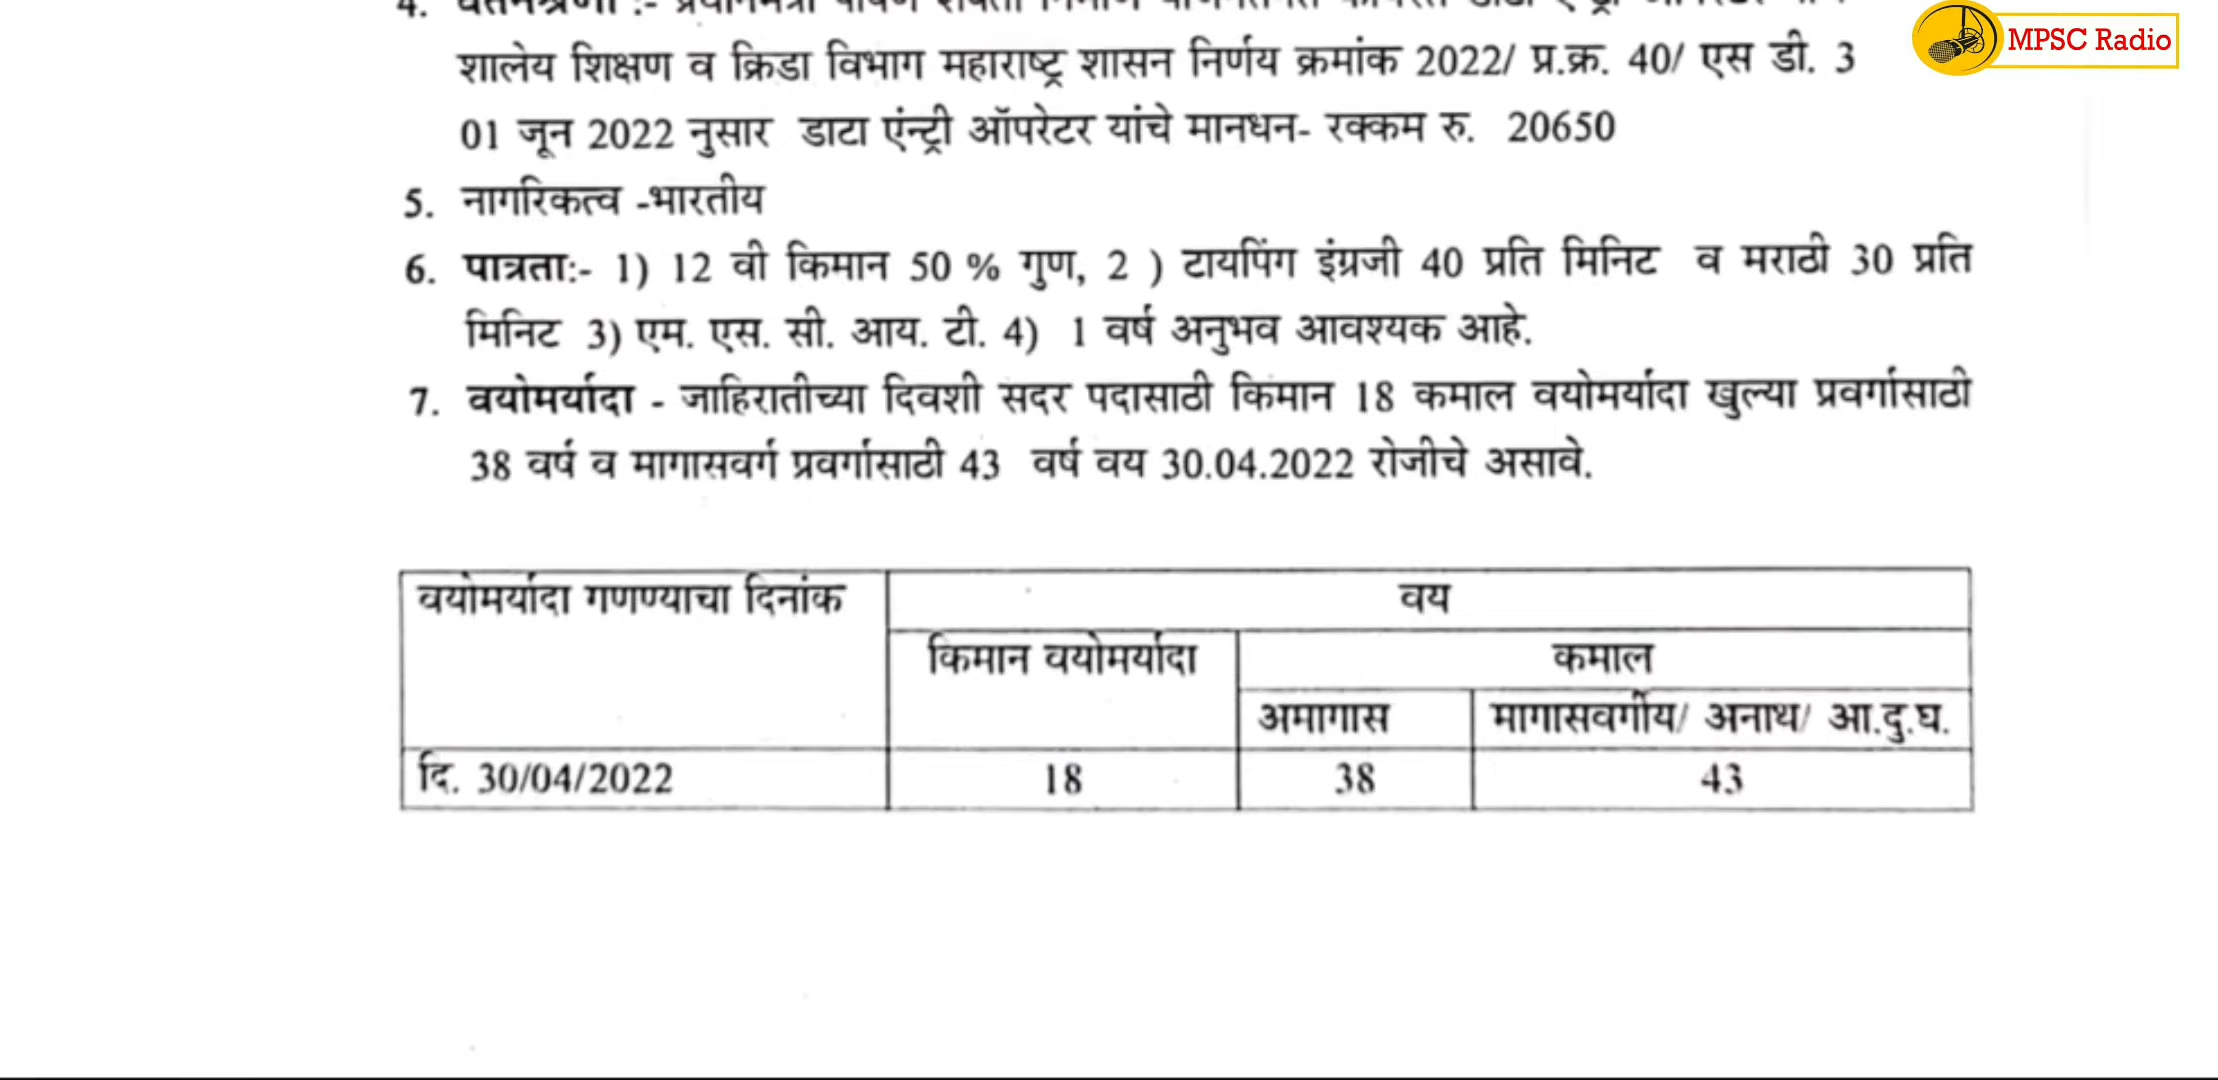 MPSC Radio
शालेय शिक्षण व क्रिडा विभाग महाराष्ट्र शासन निर्णय क्रमांक 2022/ प्र.क्र. 40/ एस डी. 3
01 जून 2022 नुसार डाटा एंन्ट्री ऑपरेटर यांचे मानधन- रक्कम रु. 20650
5. नागरिकत्व -भारतीय
6. पात्रता:- 1) 12 वी किमान 50 % गुण, 2 ) टायपिंग इंग्रजी 40 प्रति मिनिट व मराठी 30 प्रति
मिनिट 3) एम. एस. सी. आय. टी. 4) 1 वर्ष अनुभव आवश्यक आहे.
7. वयोमर्यादा - जाहिरातीच्या दिवशी सदर पदासाठी किमान 18 कमाल वयोमर्यादा खुल्या प्रवर्गासाठी
38 वर्ष व मागासवर्ग प्रवर्गासाठी 43 वर्ष वय 30.04.2022 रोजीचे असावे.
वयोमर्यादा गणण्याचा दिनांक वय
किमान वयोमर्यादा कमाल
अमागास मागासवर्गीय/ अनाथ/ आ.दु.घ.
दि. 30/04/2022 18 38 43